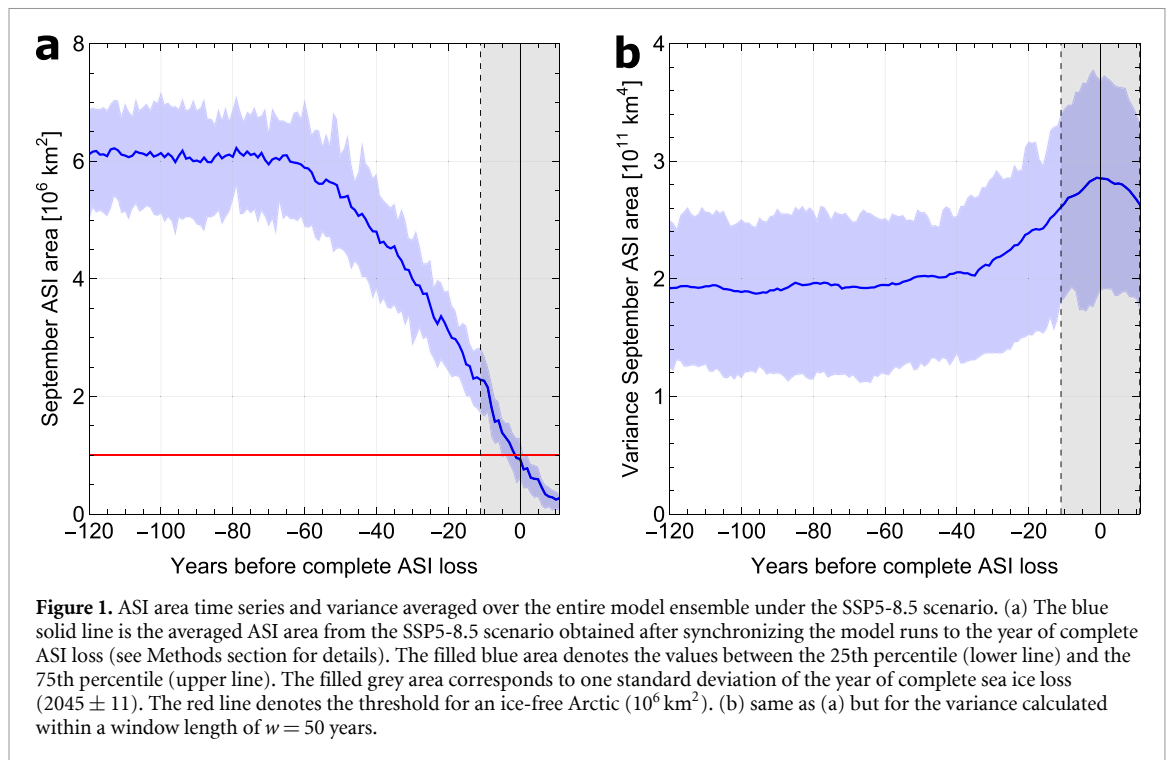 a
8
6
4
2
0
September ASI area [10⁶ km²]
−120 −100 −80 −60 −40 −20 0
Years before complete ASI loss
b
4
3
2
1
0
Variance September ASI area [10¹¹ km⁴]
−120 −100 −80 −60 −40 −20 0
Years before complete ASI loss
Figure 1. ASI area time series and variance averaged over the entire model ensemble under the SSP5-8.5 scenario. (a) The blue
solid line is the averaged ASI area from the SSP5-8.5 scenario obtained after synchronizing the model runs to the year of complete
ASI loss (see Methods section for details). The filled blue area denotes the values between the 25th percentile (lower line) and the
75th percentile (upper line). The filled grey area corresponds to one standard deviation of the year of complete sea ice loss
(2045 ± 11). The red line denotes the threshold for an ice-free Arctic (10⁶ km²). (b) same as (a) but for the variance calculated
within a window length of w = 50 years.